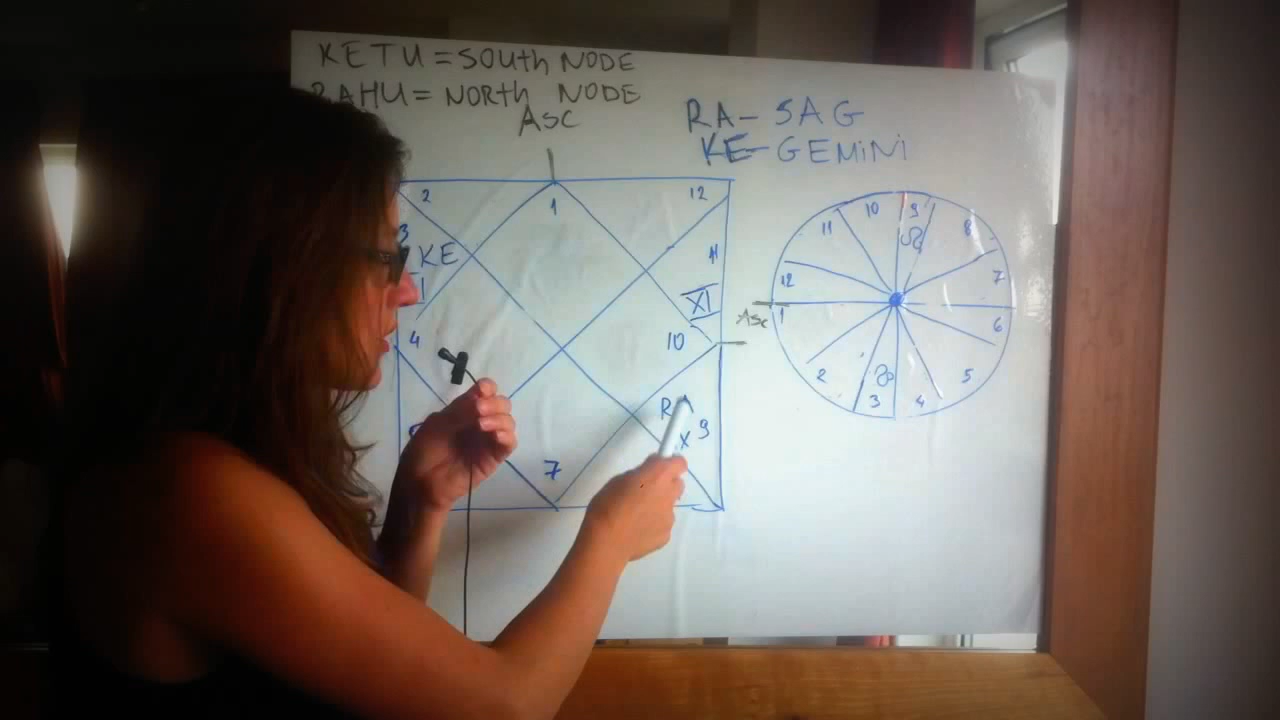 KETU = SOUTH NODE
RAHU = NORTH NODE
ASC
RA - SAG
KE - GEMINI
2 1 12
3 KE 11
XI
4 10
RA
X 9
7
10 9
11 8
12 7
Asc 1 6
2 3 4 5